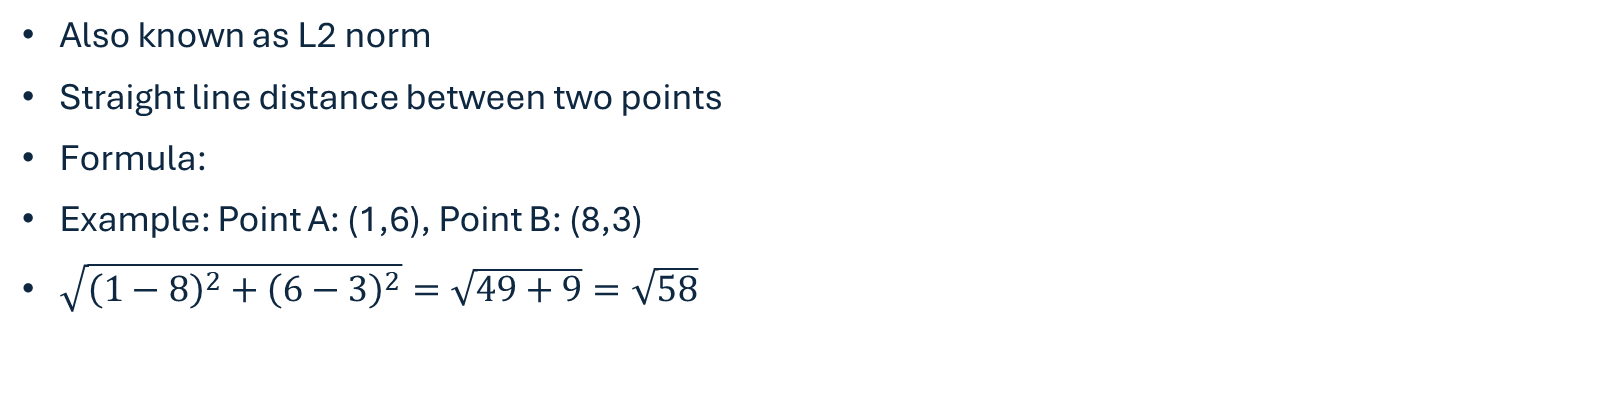 • Also known as L2 norm
• Straight line distance between two points
• Formula:
• Example: Point A: (1,6), Point B: (8,3)
• √(1 − 8)² + (6 − 3)² = √49 + 9 = √58